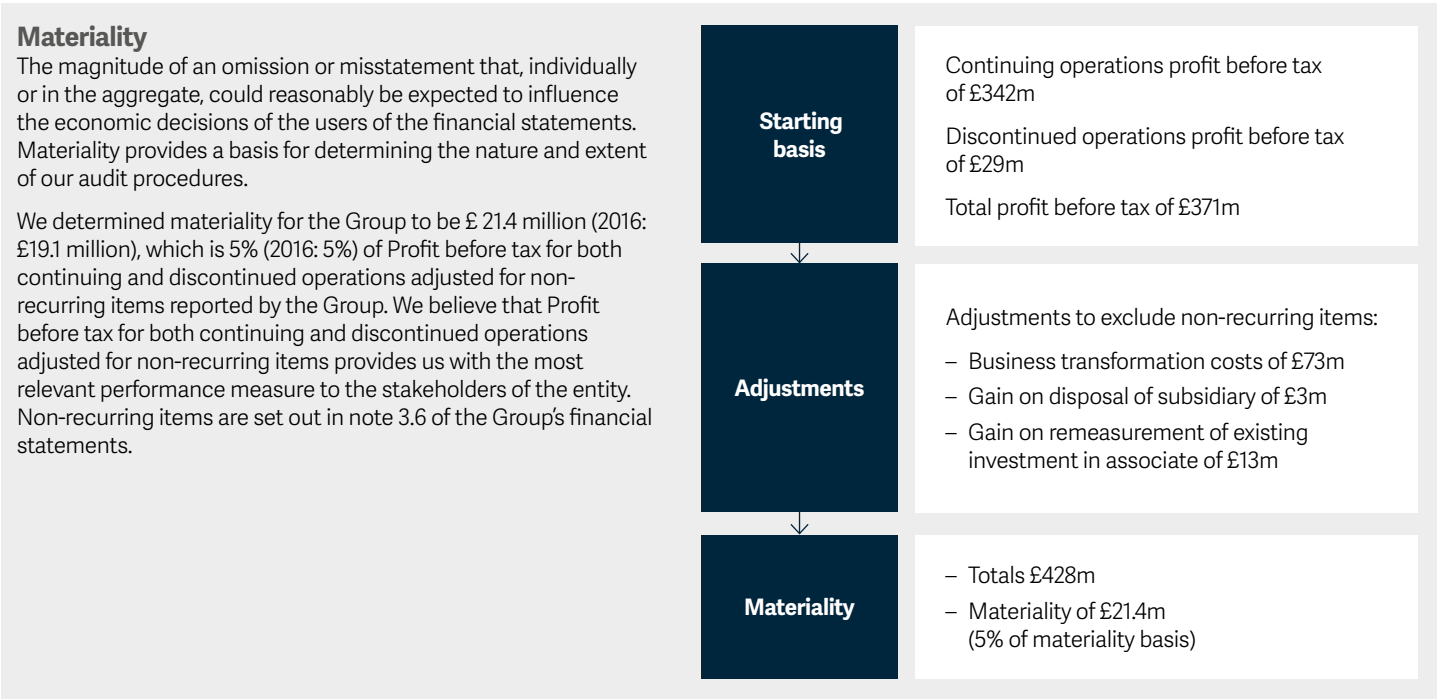 Materiality
The magnitude of an omission or misstatement that, individually
or in the aggregate, could reasonably be expected to influence
the economic decisions of the users of the financial statements.
Materiality provides a basis for determining the nature and extent
of our audit procedures.
We determined materiality for the Group to be £ 21.4 million (2016:
£19.1 million), which is 5% (2016: 5%) of Profit before tax for both
continuing and discontinued operations adjusted for non-
recurring items reported by the Group. We believe that Profit
before tax for both continuing and discontinued operations
adjusted for non-recurring items provides us with the most
relevant performance measure to the stakeholders of the entity.
Non-recurring items are set out in note 3.6 of the Group’s financial
statements.
Starting
basis
Continuing operations profit before tax
of £342m
Discontinued operations profit before tax
of £29m
Total profit before tax of £371m
Adjustments
Adjustments to exclude non-recurring items:
– Business transformation costs of £73m
– Gain on disposal of subsidiary of £3m
– Gain on remeasurement of existing
investment in associate of £13m
Materiality
– Totals £428m
– Materiality of £21.4m
(5% of materiality basis)